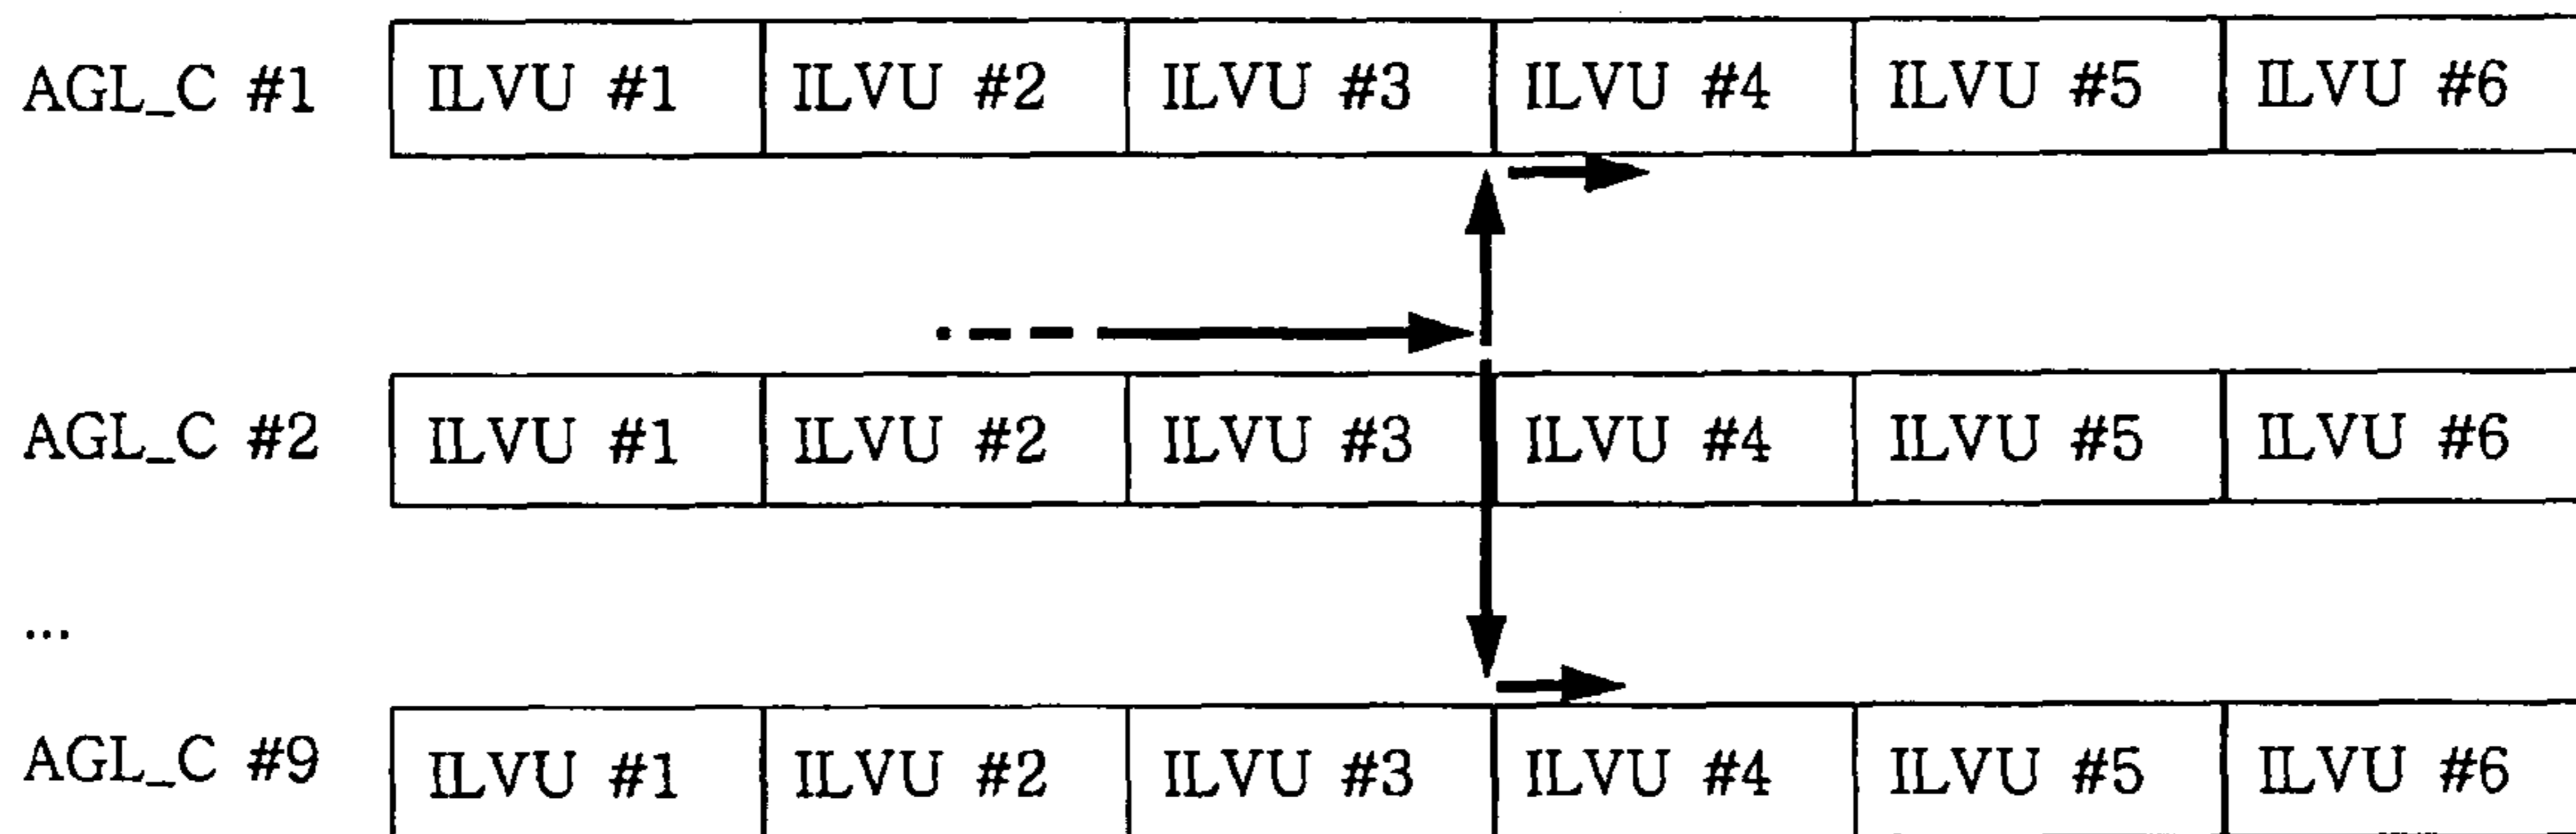 AGL_C #1 ILVU #1 ILVU #2 ILVU #3 ILVU #4 ILVU #5 ILVU #6
AGL_C #2 ILVU #1 ILVU #2 ILVU #3 ILVU #4 ILVU #5 ILVU #6
...
AGL_C #9 ILVU #1 ILVU #2 ILVU #3 ILVU #4 ILVU #5 ILVU #6